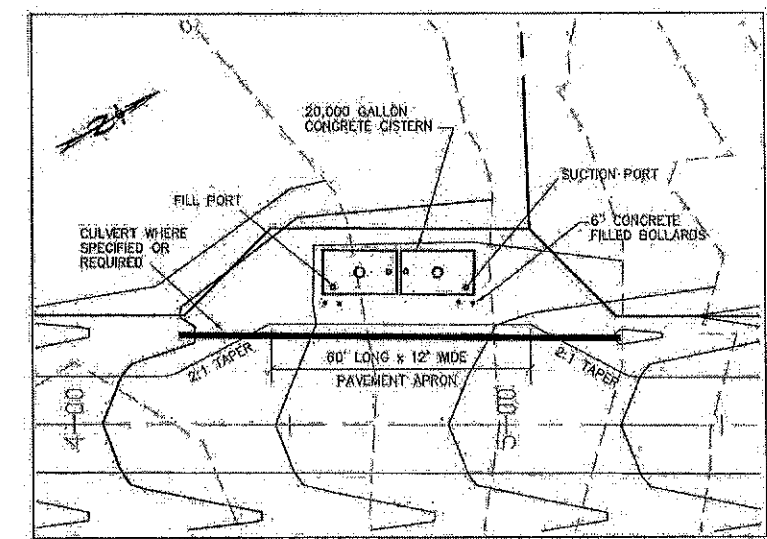 20,000 GALLON
CONCRETE CISTERN
SUCTION PORT
FILL PORT
6" CONCRETE
FILLED BOLLARDS
CULVERT WHERE
SPECIFIED OR
REQUIRED
2:1 TAPER
60' LONG x 12' WIDE
PAVEMENT APRON
2:1 TAPER
4+00
5+00